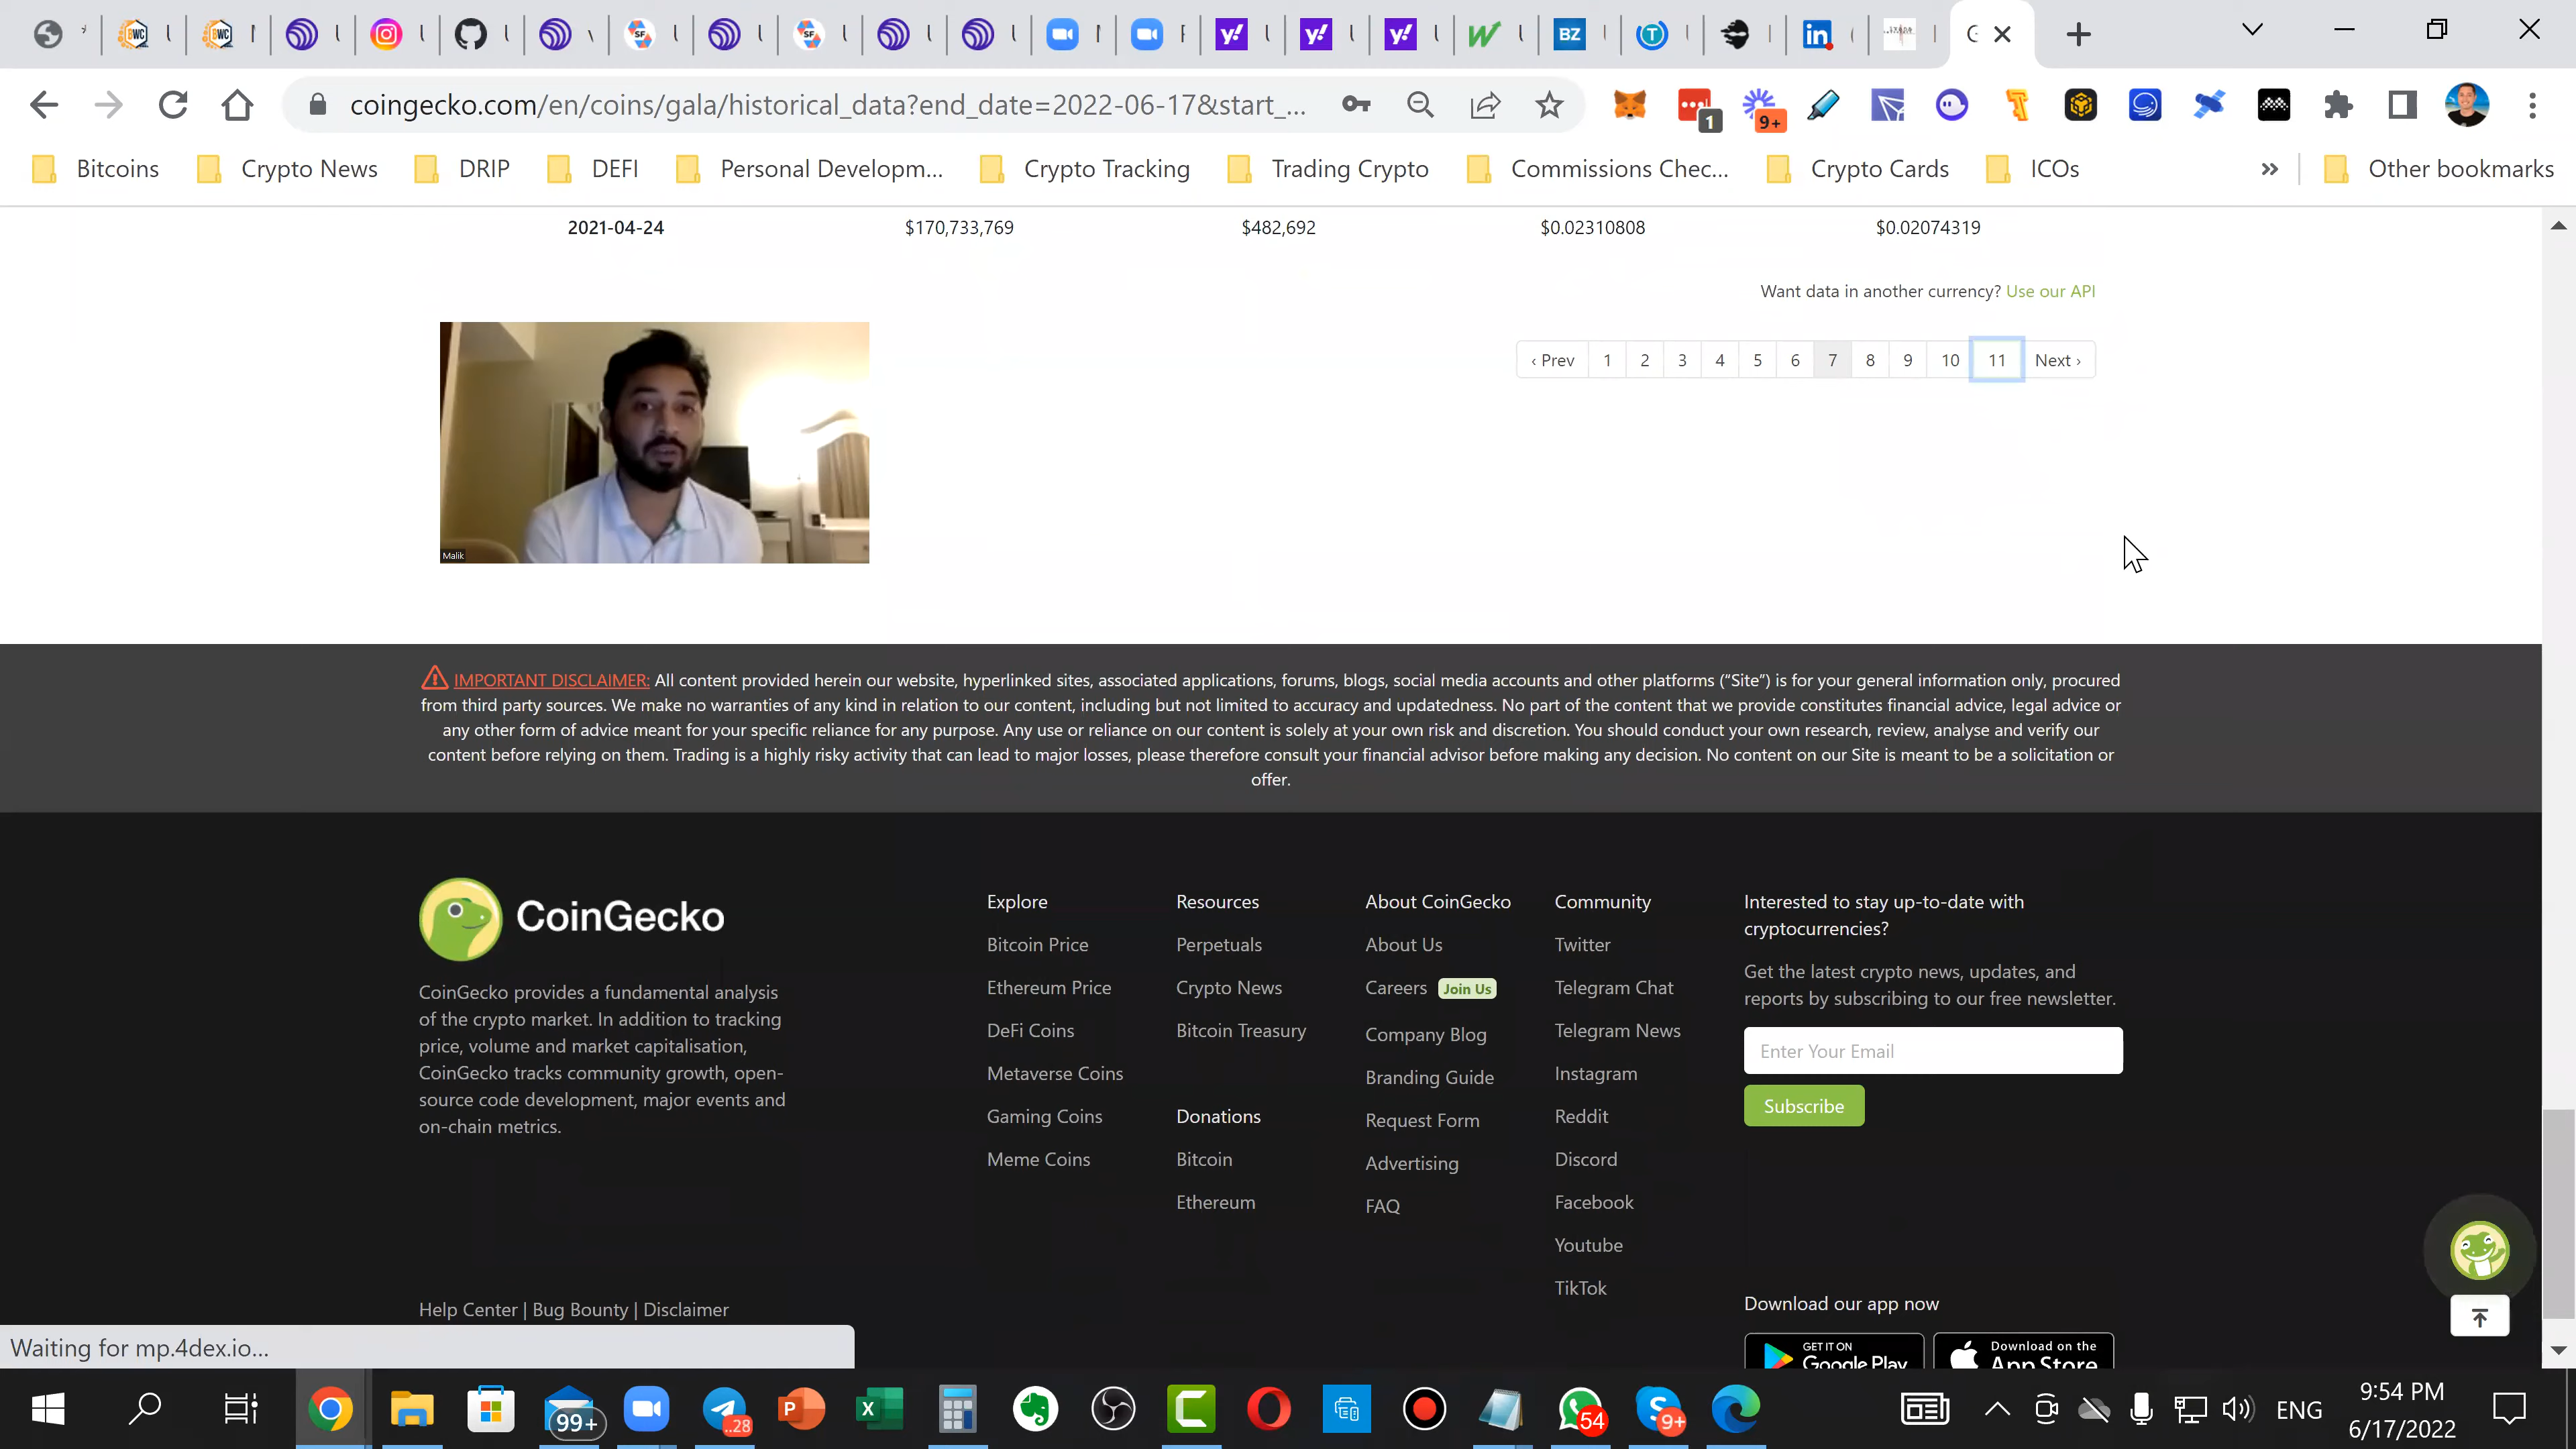 coingecko.com/en/coins/gala/historical_data?end_date=2022-06-17&start_...
1
9+
Bitcoins
Crypto News
DRIP
DEFI
Personal Developm...
Crypto Tracking
Trading Crypto
Commissions Chec...
Crypto Cards
ICOs
»
Other bookmarks
2021-04-24 $170,733,769 $482,692 $0.02310808 $0.02074319
Want data in another currency? Use our API
‹ Prev 1 2 3 4 5 6 7 8 9 10 11 Next ›
Malik
IMPORTANT DISCLAIMER: All content provided herein our website, hyperlinked sites, associated applications, forums, blogs, social media accounts and other platforms (“Site”) is for your general information only, procured
from third party sources. We make no warranties of any kind in relation to our content, including but not limited to accuracy and updatedness. No part of the content that we provide constitutes financial advice, legal advice or
any other form of advice meant for your specific reliance for any purpose. Any use or reliance on our content is solely at your own risk and discretion. You should conduct your own research, review, analyse and verify our
content before relying on them. Trading is a highly risky activity that can lead to major losses, please therefore consult your financial advisor before making any decision. No content on our Site is meant to be a solicitation or
offer.
CoinGecko
CoinGecko provides a fundamental analysis
of the crypto market. In addition to tracking
price, volume and market capitalisation,
CoinGecko tracks community growth, open-
source code development, major events and
on-chain metrics.
Explore
Bitcoin Price
Ethereum Price
DeFi Coins
Metaverse Coins
Gaming Coins
Meme Coins
Resources
Perpetuals
Crypto News
Bitcoin Treasury
Donations
Bitcoin
Ethereum
About CoinGecko
About Us
Careers Join Us
Company Blog
Branding Guide
Request Form
Advertising
FAQ
Community
Twitter
Telegram Chat
Telegram News
Instagram
Reddit
Discord
Facebook
Youtube
TikTok
Interested to stay up-to-date with
cryptocurrencies?
Get the latest crypto news, updates, and
reports by subscribing to our free newsletter.
Enter Your Email
Subscribe
Download our app now
GET IT ON
Google Play
Download on the
App Store
Help Center | Bug Bounty | Disclaimer
Waiting for mp.4dex.io...
99+
..28
54
9+
ENG
9:54 PM
6/17/2022